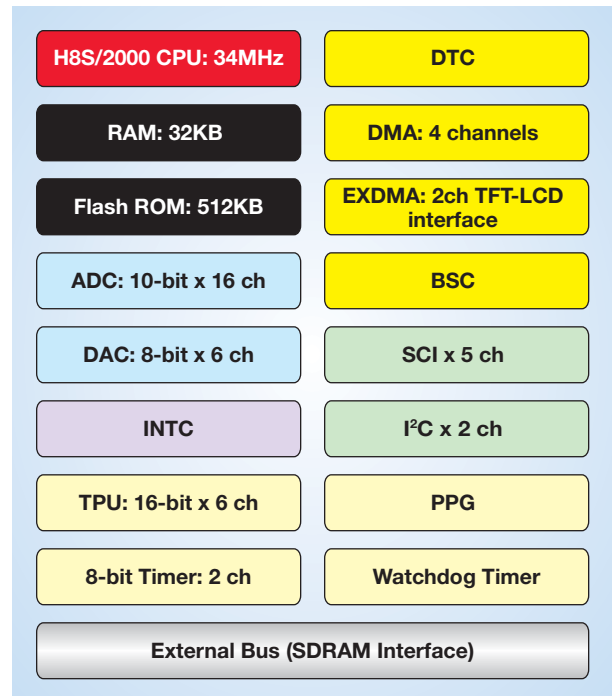 H8S/2000 CPU: 34MHz
DTC
RAM: 32KB
DMA: 4 channels
Flash ROM: 512KB
EXDMA: 2ch TFT-LCD
interface
ADC: 10-bit x 16 ch
BSC
DAC: 8-bit x 6 ch
SCI x 5 ch
INTC
I²C x 2 ch
TPU: 16-bit x 6 ch
PPG
8-bit Timer: 2 ch
Watchdog Timer
External Bus (SDRAM Interface)